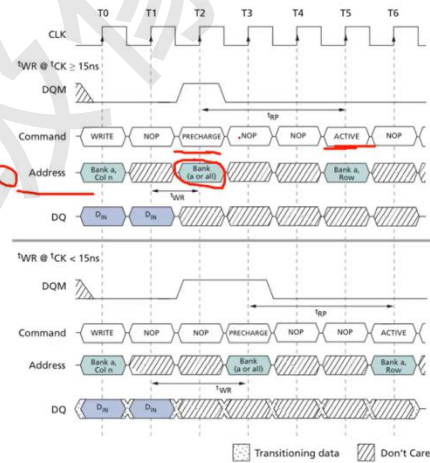 T0 T1 T2 T3 T4 T5 T6
CLK
tWR @ tCK ≥ 15ns
DQM
tRP
Command WRITE NOP PRECHARGE NOP NOP ACTIVE NOP
Address Bank a, Col n Bank (a or all) Bank a, Row
tWR
DQ DIN DIN
tWR @ tCK < 15ns
DQM
tRP
Command WRITE NOP NOP PRECHARGE NOP NOP ACTIVE
Address Bank a, Col n Bank (a or all) Bank a, Row
tWR
DQ DIN DIN
Transitioning data Don't Care